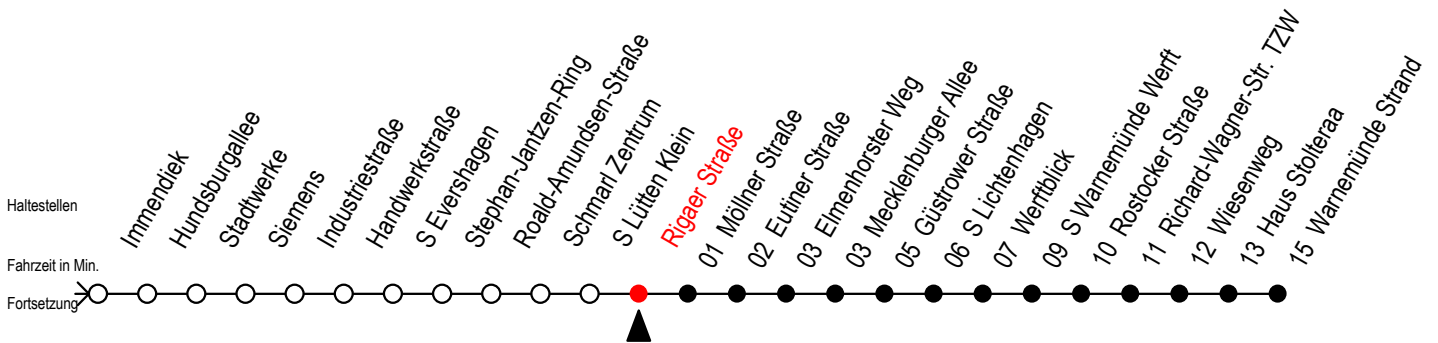 Haltestellen
Immendiek
Hundsburgallee
Stadtwerke
Siemens
Industriestraße
Handwerkstraße
S Evershagen
Stephan-Jantzen-Ring
Roald-Amundsen-Straße
Schmarl Zentrum
S Lütten Klein
Rigaer Straße
01 Möllner Straße
02 Eutiner Straße
03 Elmenhorster Weg
03 Mecklenburger Allee
05 Güstrower Straße
06 S Lichtenhagen
07 Werftblick
09 S Warnemünde Werft
10 Rostocker Straße
11 Richard-Wagner-Str. TZW
12 Wiesenweg
13 Haus Stolteraa
15 Warnemünde Strand
Fahrzeit in Min.
Fortsetzung